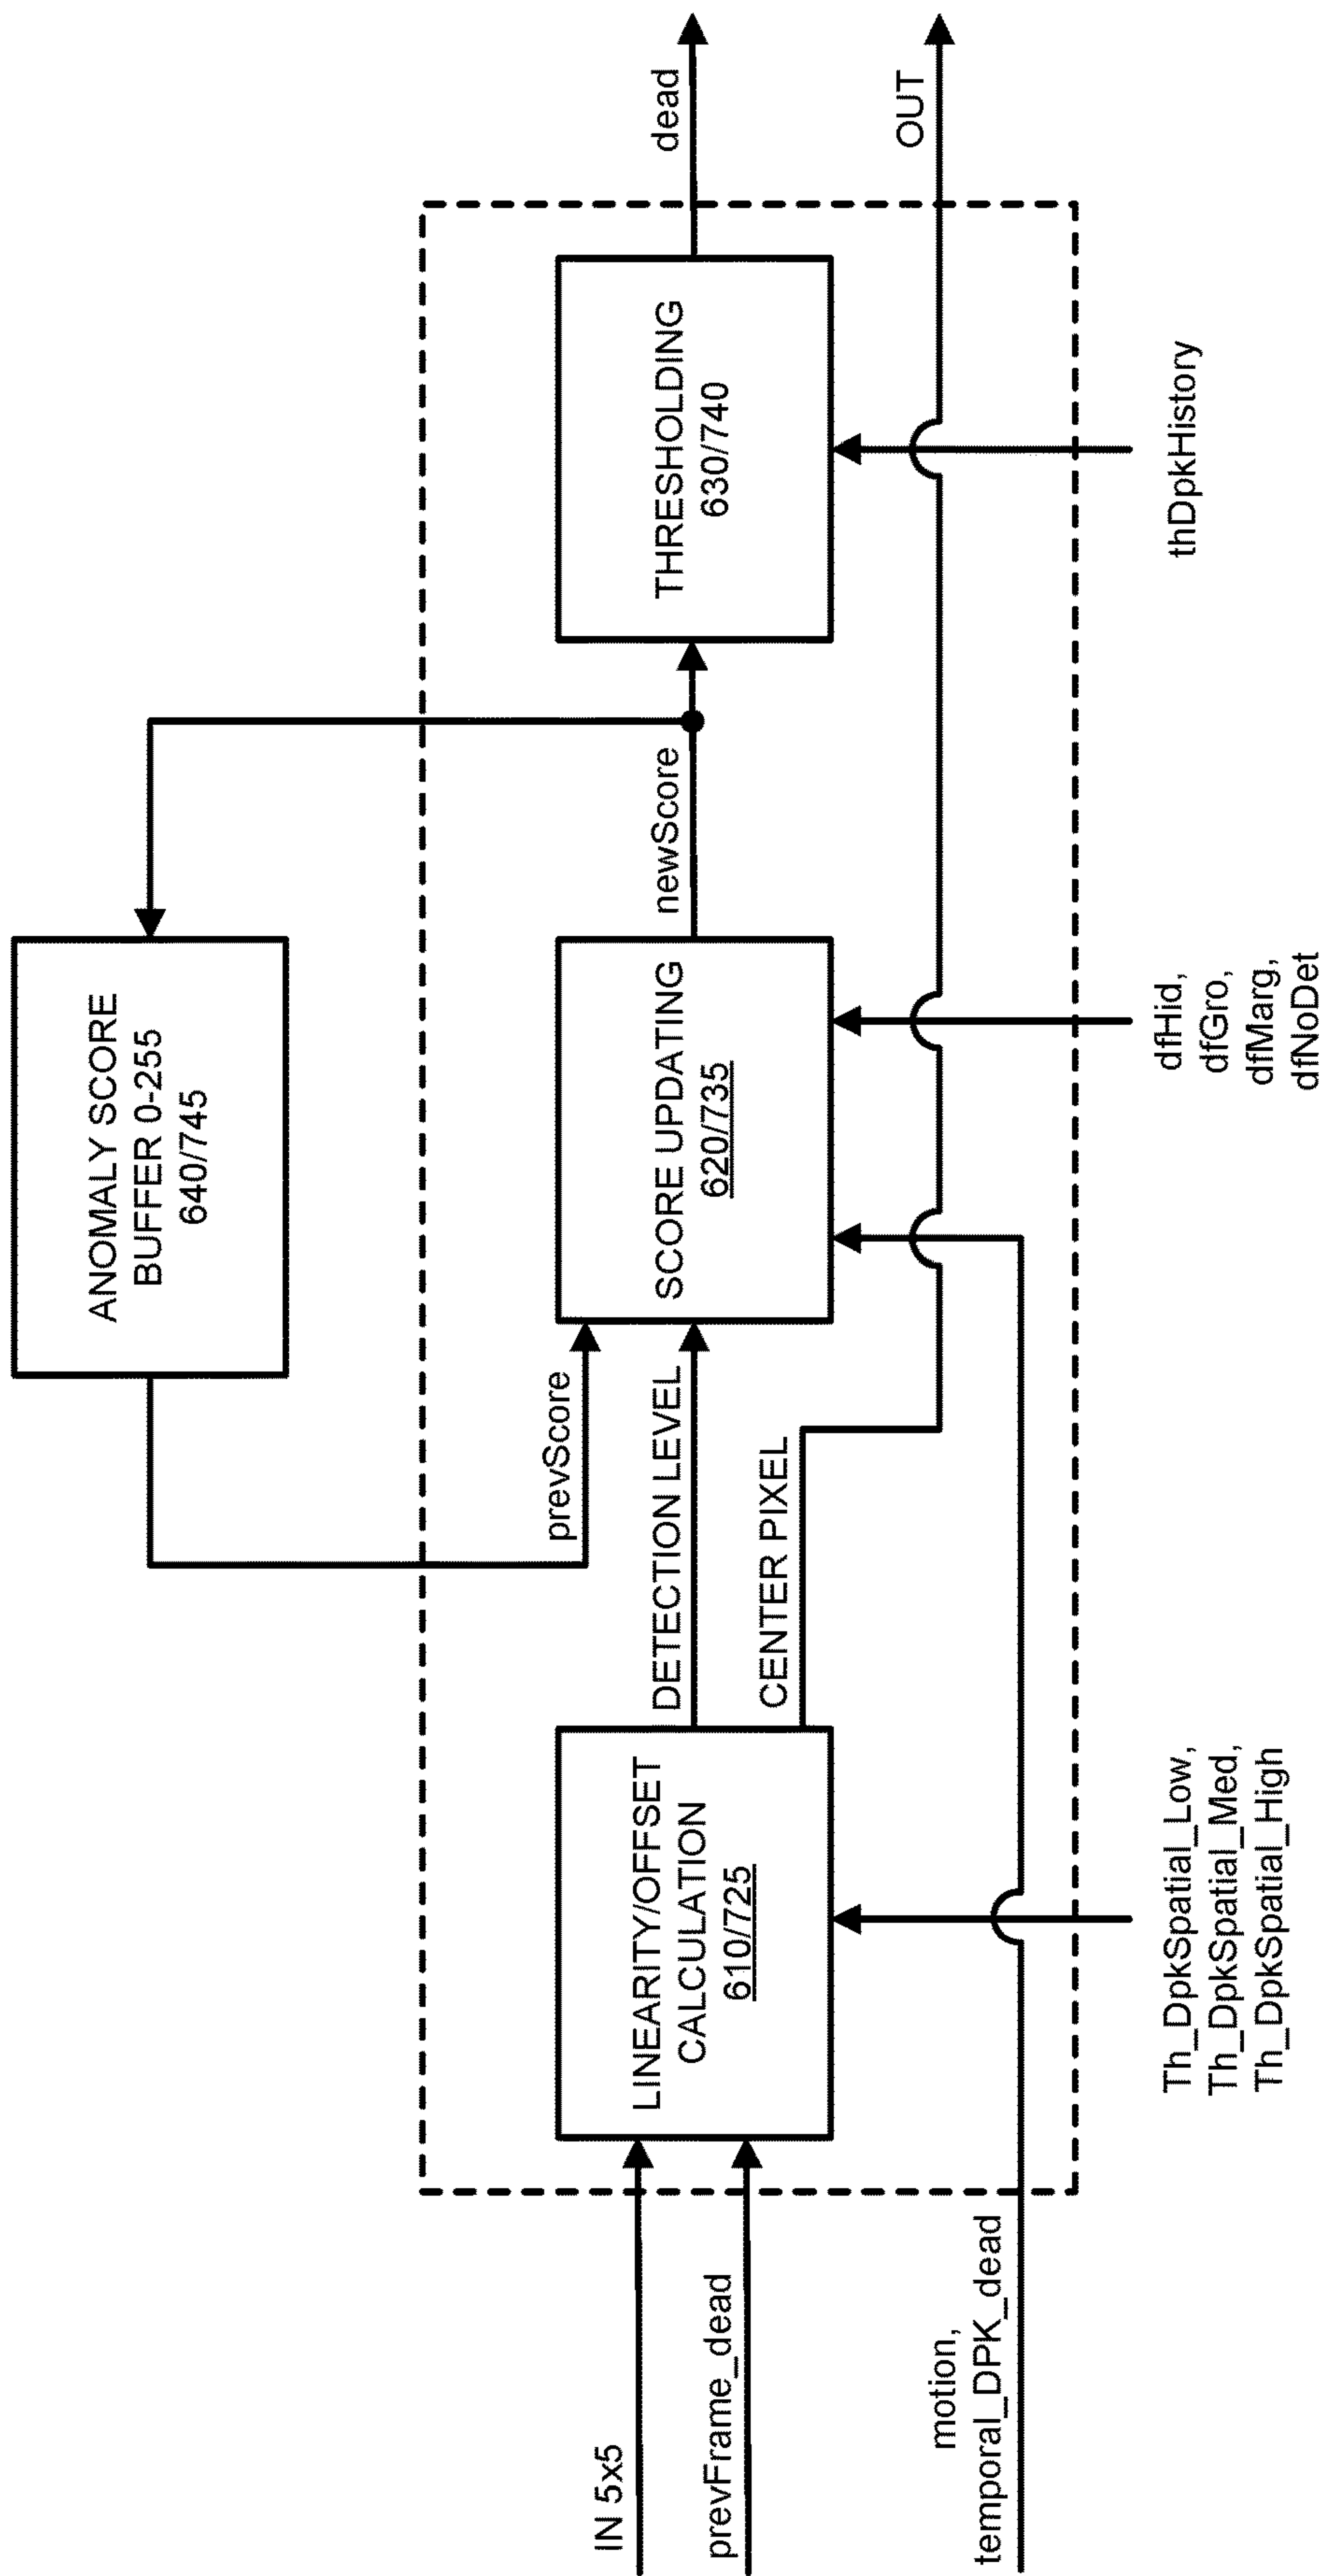 ANOMALY SCORE
BUFFER 0-255
640/745
IN 5x5
prevFrame_dead
motion,
temporal_DPK_dead
LINEARITY/OFFSET
CALCULATION
610/725
Th_DpkSpatial_Low,
Th_DpkSpatial_Med,
Th_DpkSpatial_High
prevScore
DETECTION LEVEL
CENTER PIXEL
SCORE UPDATING
620/735
dfHid,
dfGro,
dfMarg,
dfNoDet
newScore
THRESHOLDING
630/740
thDpkHistory
dead
OUT